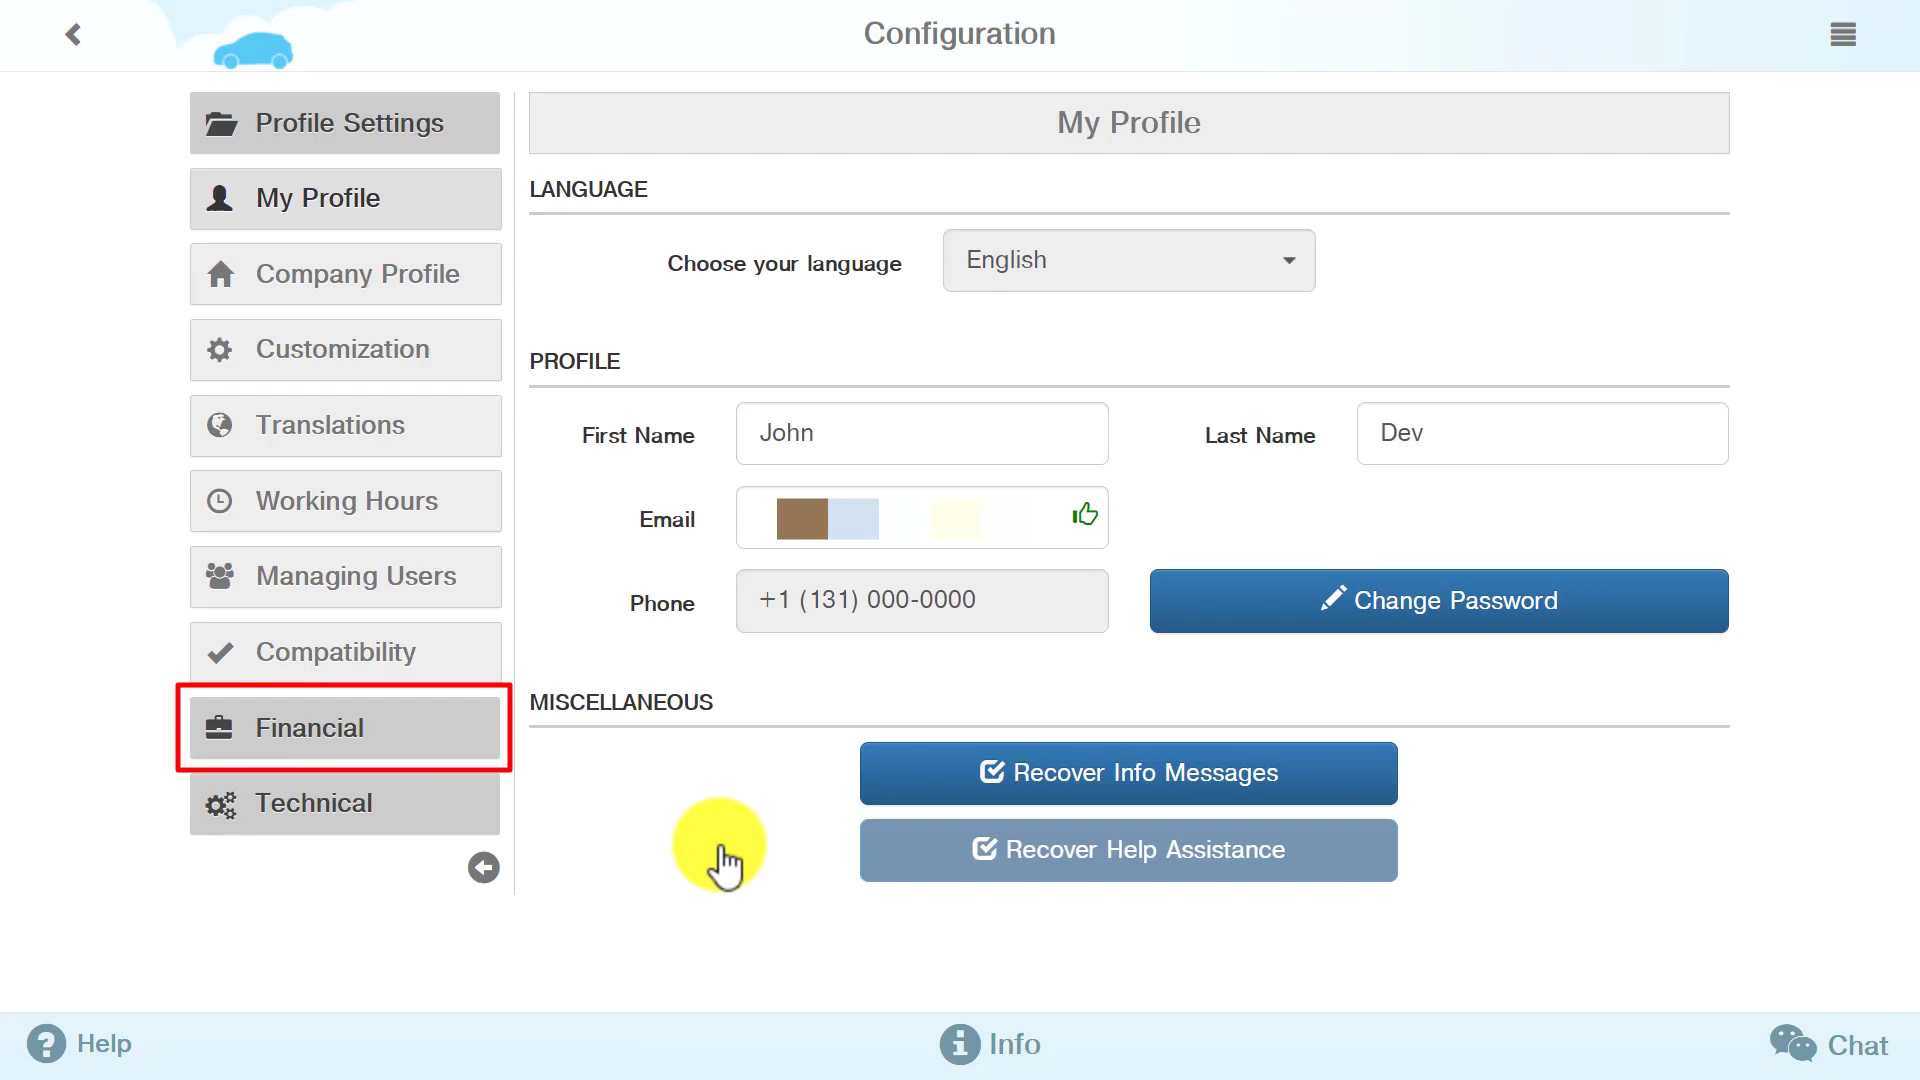 Configuration
Profile Settings
My Profile
Company Profile
Customization
Translations
Working Hours
Managing Users
Compatibility
Financial
Technical
My Profile
LANGUAGE
Choose your language English
PROFILE
First Name John Last Name Dev
Email
Phone +1 (131) 000-0000 Change Password
MISCELLANEOUS
Recover Info Messages
Recover Help Assistance
Help Info Chat